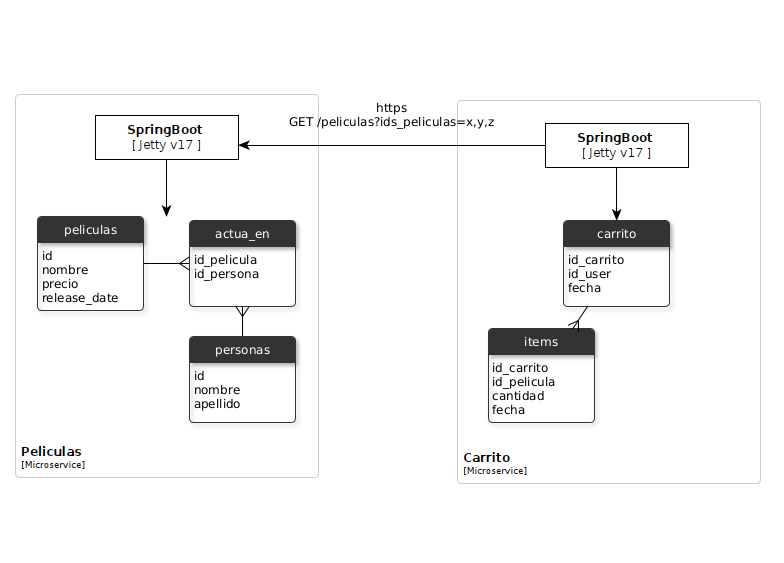 https
GET /peliculas?ids_peliculas=x,y,z
SpringBoot
[ Jetty v17 ]
peliculas
id
nombre
precio
release_date
actua_en
id_pelicula
id_persona
personas
id
nombre
apellido
Peliculas
[Microservice]
SpringBoot
[ Jetty v17 ]
carrito
id_carrito
id_user
fecha
items
id_carrito
id_pelicula
cantidad
fecha
Carrito
[Microservice]